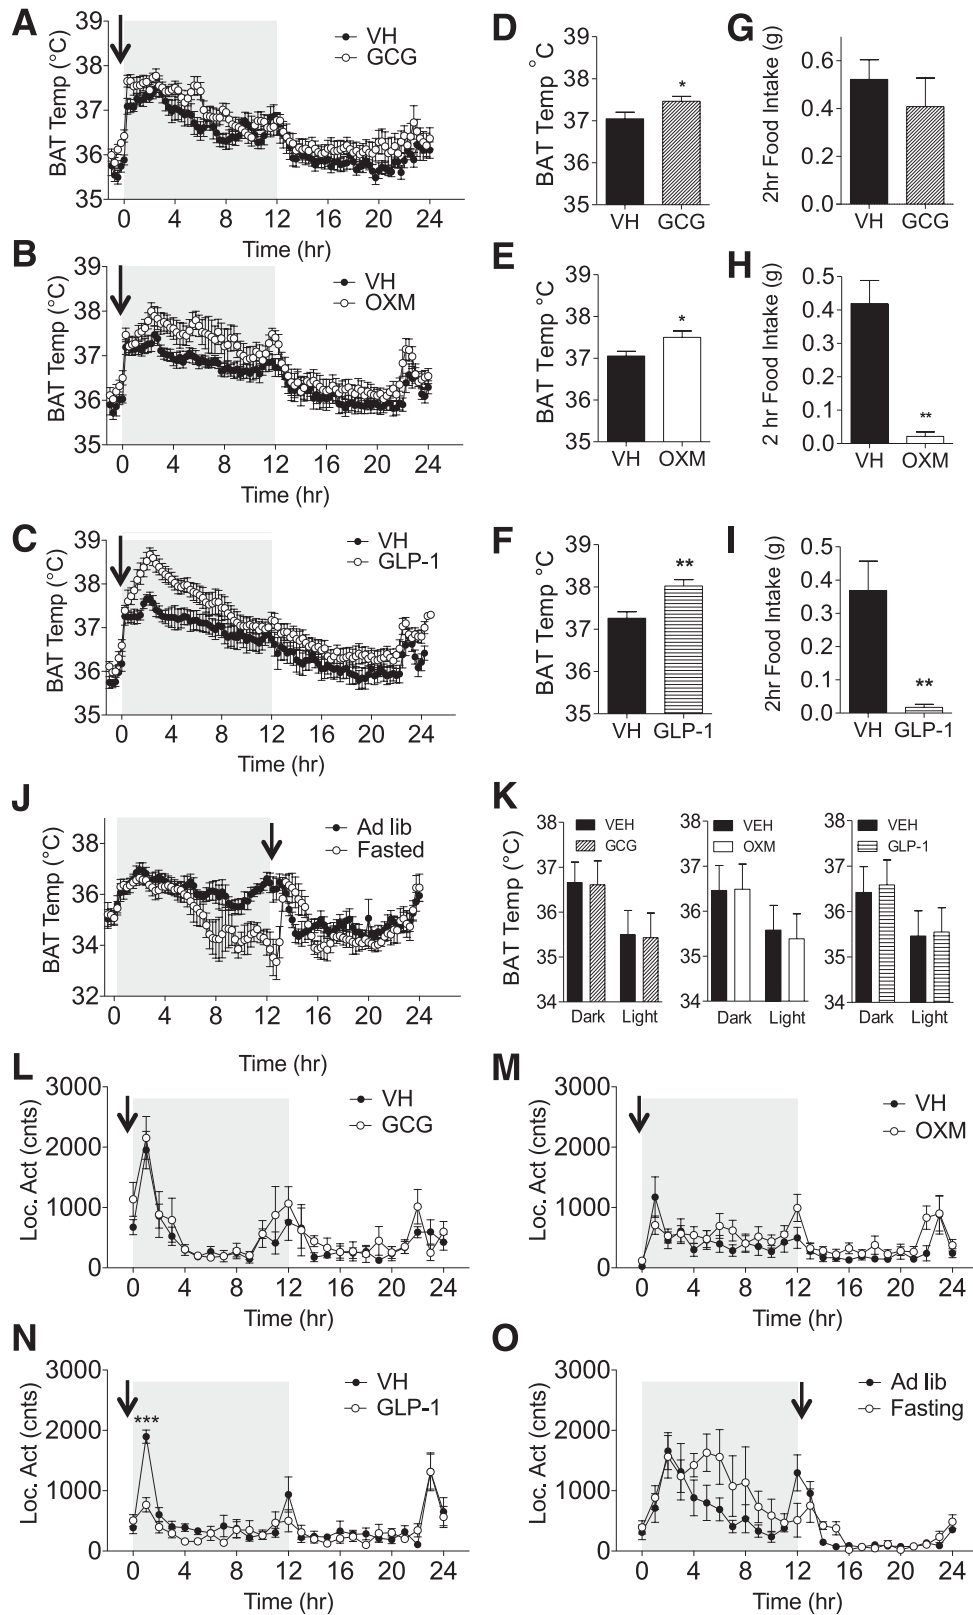 A
BAT Temp (°C)
39
38
37
36
35
VH
GCG
0 4 8 12 16 20 24
Time (hr)
D
BAT Temp °C
39
38
37
36
35
*
VH GCG
G
2hr Food Intake (g)
0.6
0.4
0.2
0.0
VH GCG
B
BAT Temp (°C)
39
38
37
36
35
VH
OXM
0 4 8 12 16 20 24
Time (hr)
E
BAT Temp °C
39
38
37
36
35
*
VH OXM
H
2 hr Food Intake (g)
0.5
0.4
0.3
0.2
0.1
0.0
**
VH OXM
C
BAT Temp (°C)
39
38
37
36
35
VH
GLP-1
0 4 8 12 16 20 24
Time (hr)
F
BAT Temp °C
39
38
37
36
35
**
VH GLP-1
I
2hr Food Intake (g)
0.5
0.4
0.3
0.2
0.1
0.0
**
VH GLP-1
J
BAT Temp (°C)
38
36
34
32
Ad lib
Fasted
0 4 8 12 16 20 24
Time (hr)
K
BAT Temp (°C)
38
37
36
35
34
VEH
GCG
Dark Light
38
37
36
35
34
VEH
OXM
Dark Light
38
37
36
35
34
VEH
GLP-1
Dark Light
L
Loc. Act (cnts)
3000
2000
1000
0
VH
GCG
0 4 8 12 16 20 24
Time (hr)
M
Loc. Act (cnts)
3000
2000
1000
0
VH
OXM
0 4 8 12 16 20 24
Time (hr)
N
Loc. Act (cnts)
3000
2000
1000
0
***
VH
GLP-1
0 4 8 12 16 20 24
Time (hr)
O
Loc. Act (cnts)
3000
2000
1000
0
Ad lib
Fasting
0 4 8 12 16 20 24
Time (hr)